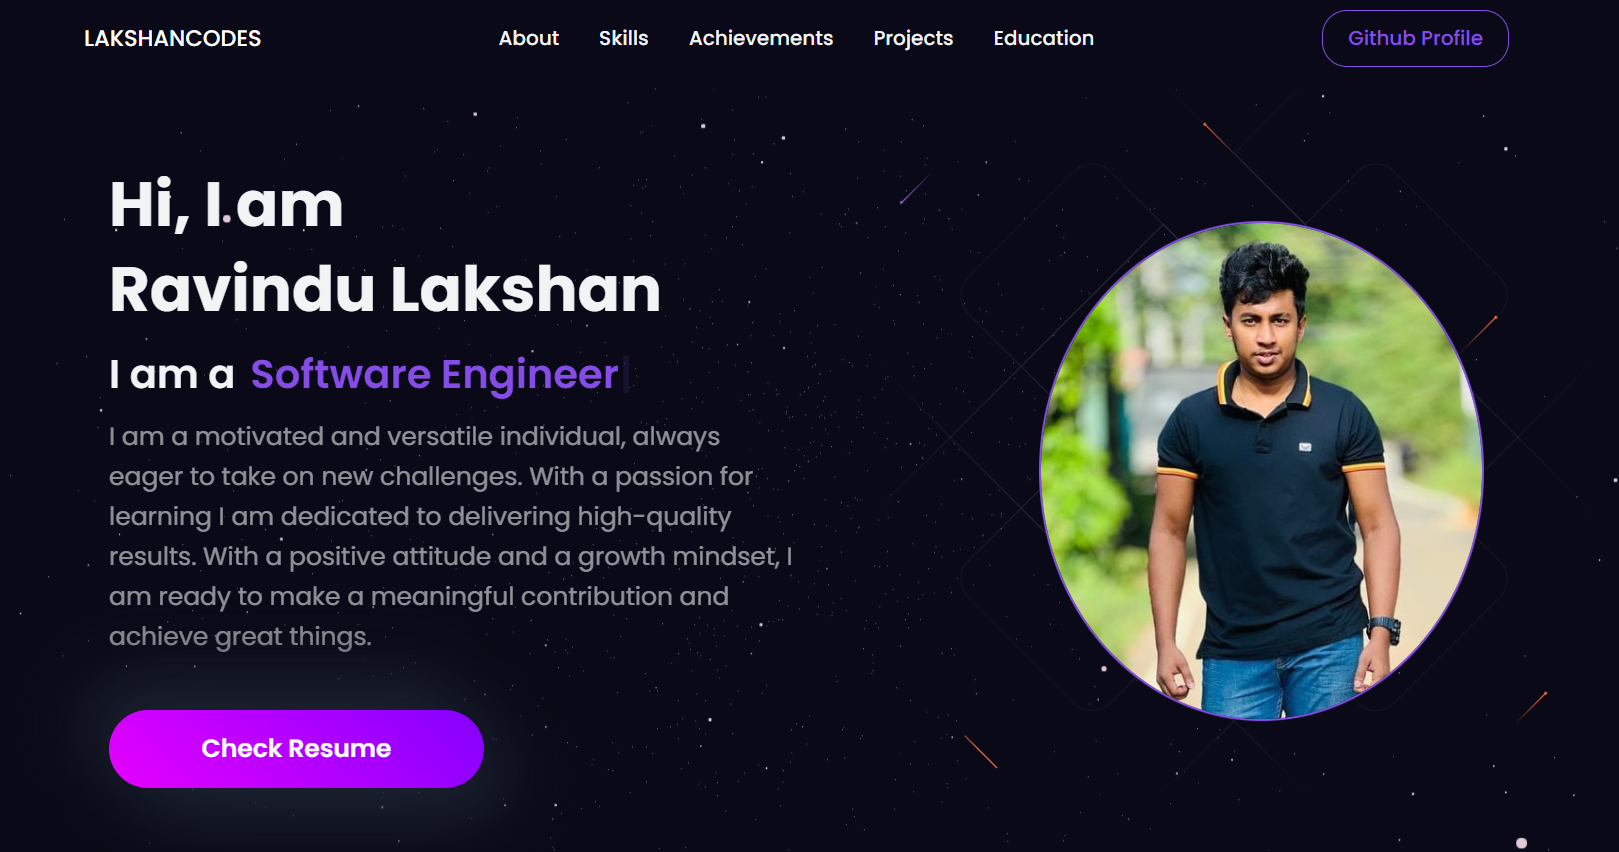 LAKSHANCODES
About Skills Achievements Projects Education
Github Profile
Hi, I am
Ravindu Lakshan
I am a Software Engineer
I am a motivated and versatile individual, always
eager to take on new challenges. With a passion for
learning I am dedicated to delivering high-quality
results. With a positive attitude and a growth mindset, I
am ready to make a meaningful contribution and
achieve great things.
Check Resume